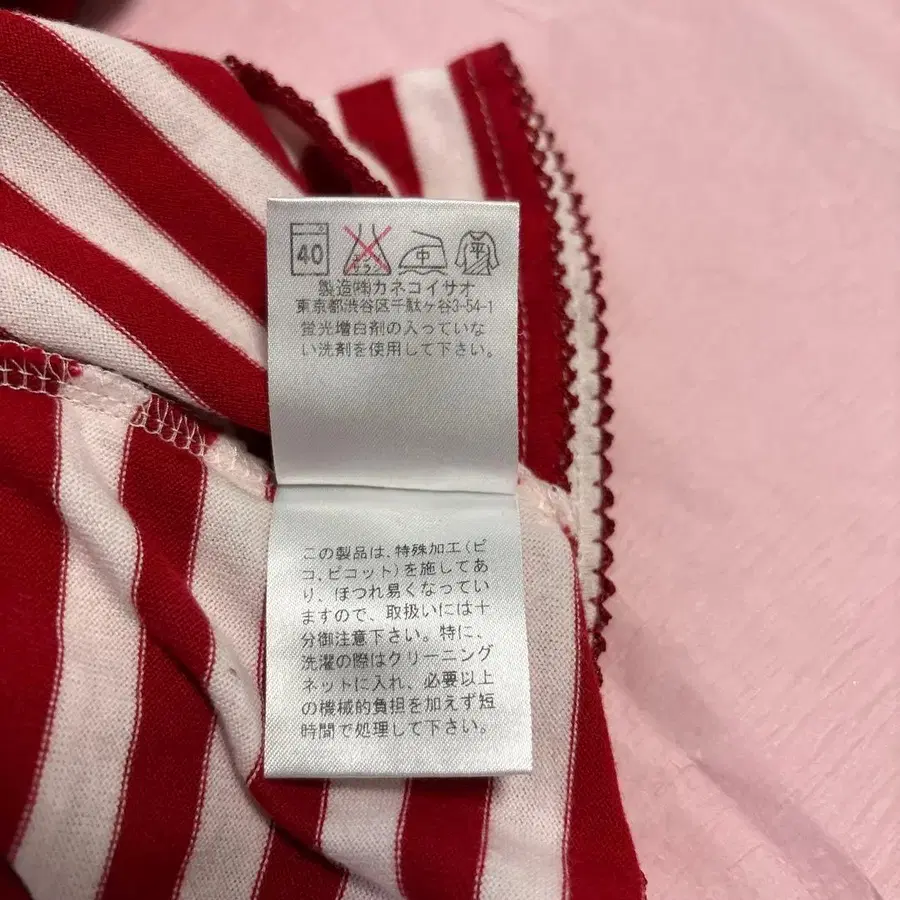 40 エンソ サラシ 中 平
製造㈱カネコイサオ
東京都渋谷区千駄ヶ谷3-54-1
蛍光増白剤の入っていな
い洗剤を使用して下さい。
この製品は、特殊加工(ピ
コ、ピコット)を施してあ
り、ほつれ易くなってい
ますので、取扱いには十
分御注意下さい。特に、
洗濯の際はクリーニング
ネットに入れ、必要以上
の機械的負担を加えず短
時間で処理して下さい。